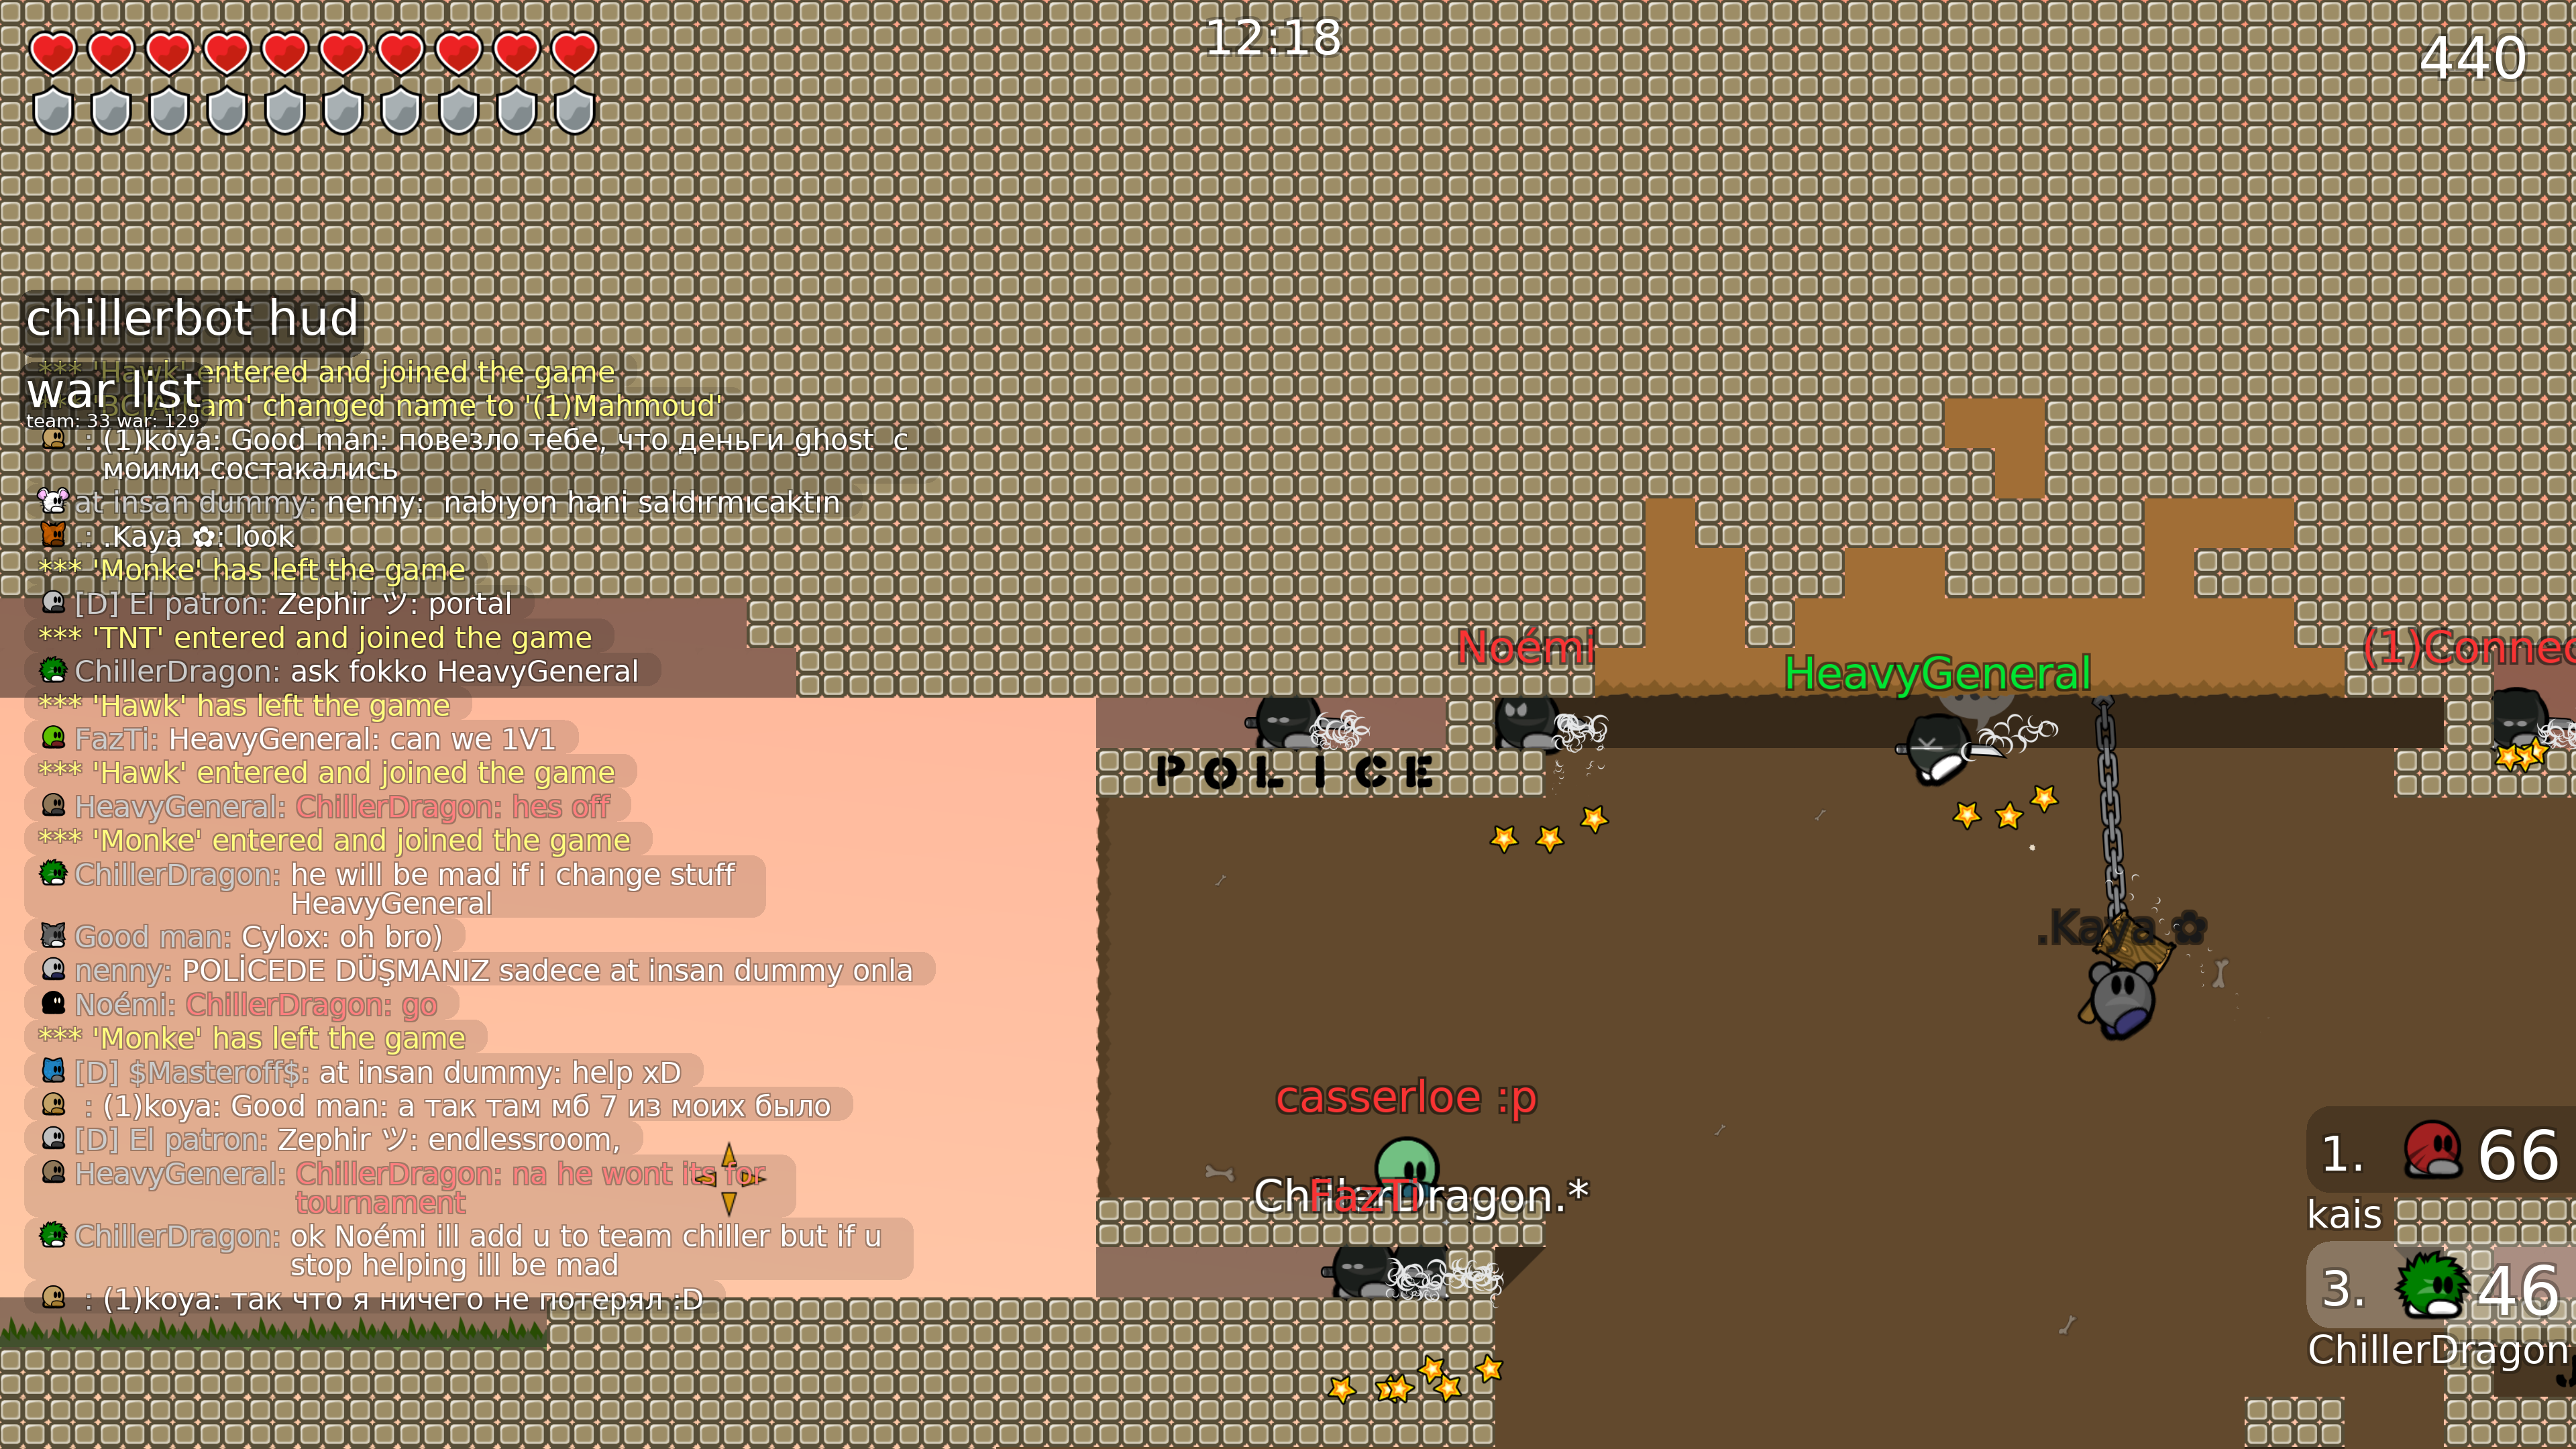 12:18
440
chillerbot hud
*** 'Hawk' entered and joined the game
war list
am' changed name to '(1)Mahmoud'
team: 33 war: 129
: (1)koya: Good man: повезло тебе, что деньги ghost с
моими состакались
at insan dummy: nenny: nabıyon hani saldırmıcaktın
.: .Kaya ✿: look
*** 'Monke' has left the game
[D] El patron: Zephir ツ: portal
*** 'TNT' entered and joined the game
ChillerDragon: ask fokko HeavyGeneral
*** 'Hawk' has left the game
FazTi: HeavyGeneral: can we 1V1
*** 'Hawk' entered and joined the game
HeavyGeneral: ChillerDragon: hes off
*** 'Monke' entered and joined the game
ChillerDragon: he will be mad if i change stuff
HeavyGeneral
Good man: Cylox: oh bro)
nenny: POLİCEDE DÜŞMANIZ sadece at insan dummy onla
Noémi: ChillerDragon: go
*** 'Monke' has left the game
[D] $Masteroff$: at insan dummy: help xD
: (1)koya: Good man: а так там мб 7 из моих было
[D] El patron: Zephir ツ: endlessroom,
HeavyGeneral: ChillerDragon: na he wont its for
tournament
ChillerDragon: ok Noémi ill add u to team chiller but if u
stop helping ill be mad
: (1)koya: так что я ничего не потерял :D
Noémi
HeavyGeneral
(1)Connec
POLICE
.Kaya ✿
casserloe :p
ChillerDragon.*
FazTi
1. 66
kais
3. 46
ChillerDragon